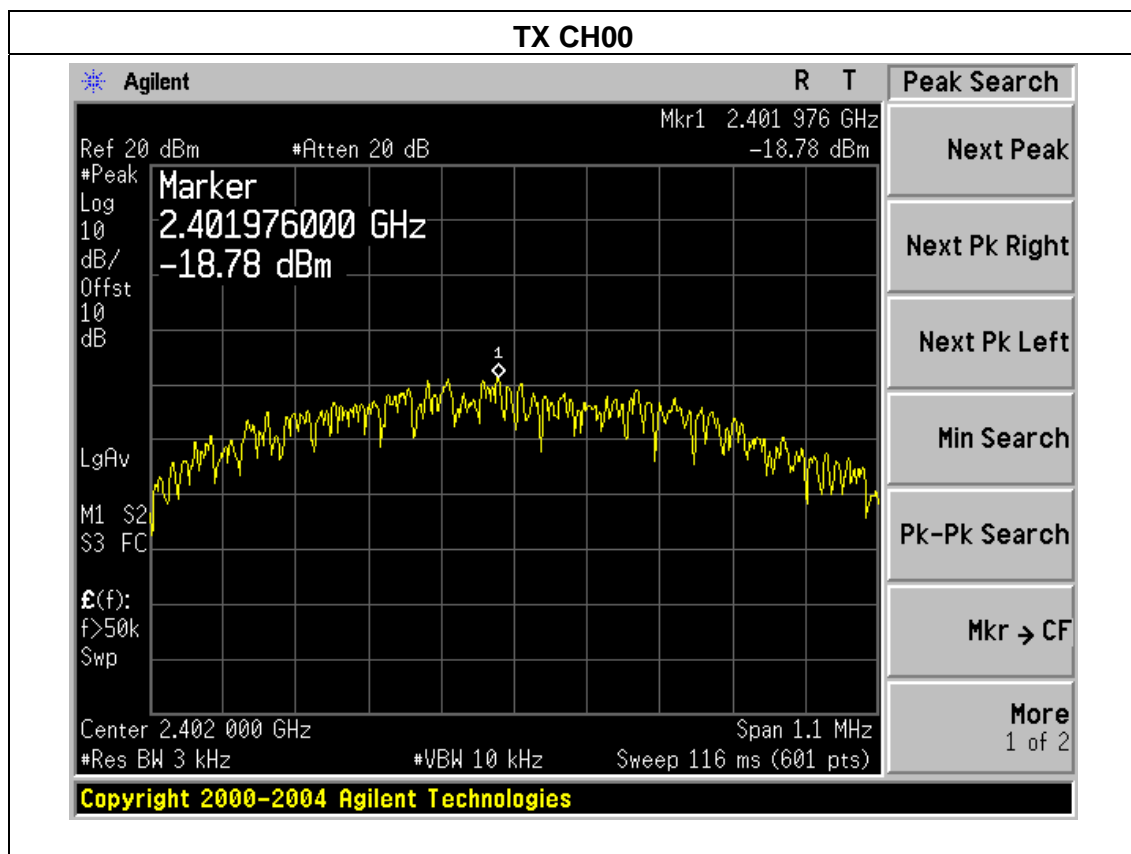 TX CH00
Agilent R T
Peak Search
Mkr1 2.401 976 GHz
Ref 20 dBm #Atten 20 dB -18.78 dBm
#Peak
Log
10
dB/
Offst
10
dB
Marker
2.401976000 GHz
-18.78 dBm
1
LgAv
M1 S2
S3 FC
£(f):
f>50k
Swp
Center 2.402 000 GHz Span 1.1 MHz
#Res BW 3 kHz #VBW 10 kHz Sweep 116 ms (601 pts)
Next Peak
Next Pk Right
Next Pk Left
Min Search
Pk-Pk Search
Mkr → CF
More
1 of 2
Copyright 2000-2004 Agilent Technologies